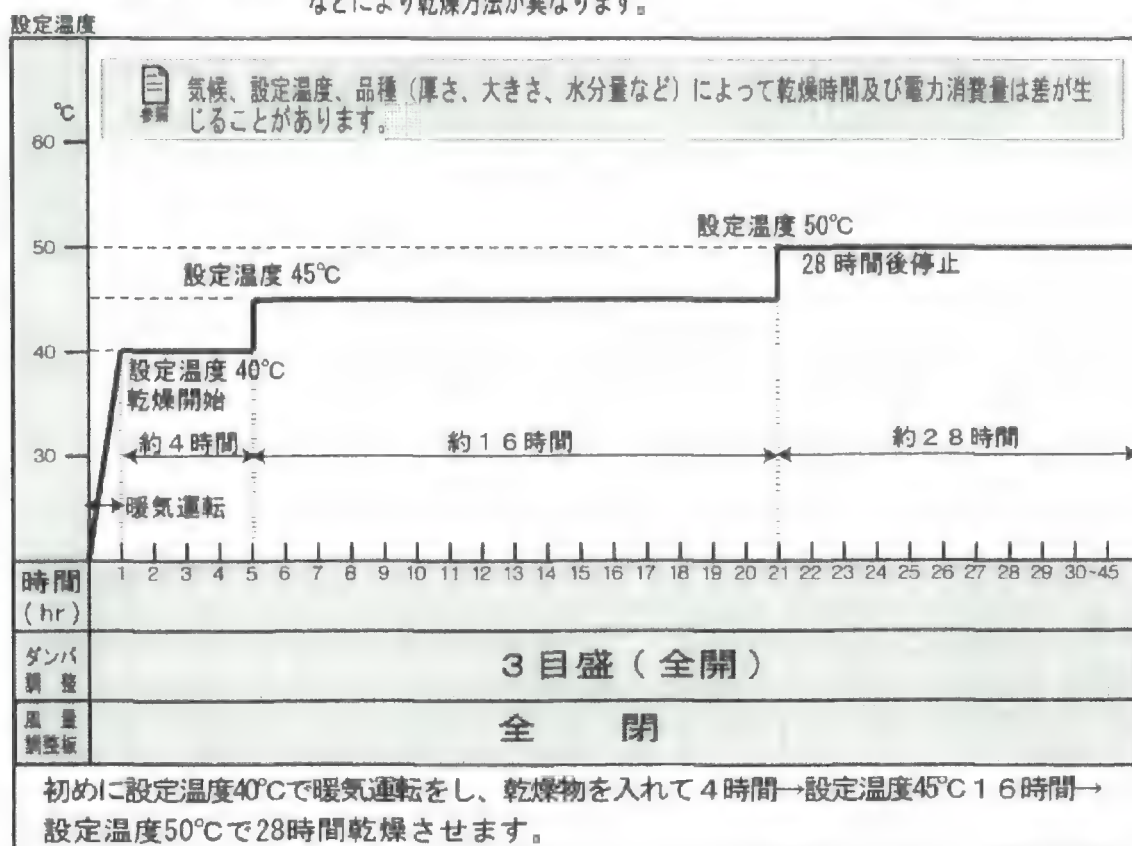 などにより乾燥方法が異なります。
設定温度
℃
参照
気候、設定温度、品種（厚さ、大きさ、水分量など）によって乾燥時間及び電力消費量は差が生
じることがあります。
60
50
40
30
設定温度 50℃
28 時間後停止
設定温度 45℃
設定温度 40℃
乾燥開始
約４時間
約１６時間
約２８時間
暖気運転
時間
(hr)
1 2 3 4 5 6 7 8 9 10 11 12 13 14 15 16 17 18 19 20 21 22 23 24 25 26 27 28 29 30~45
ダンパ
調 整
３目盛（全開）
風 量
調整板
全 閉
初めに設定温度40℃で暖気運転をし、乾燥物を入れて４時間→設定温度45℃１６時間→
設定温度50℃で28時間乾燥させます。